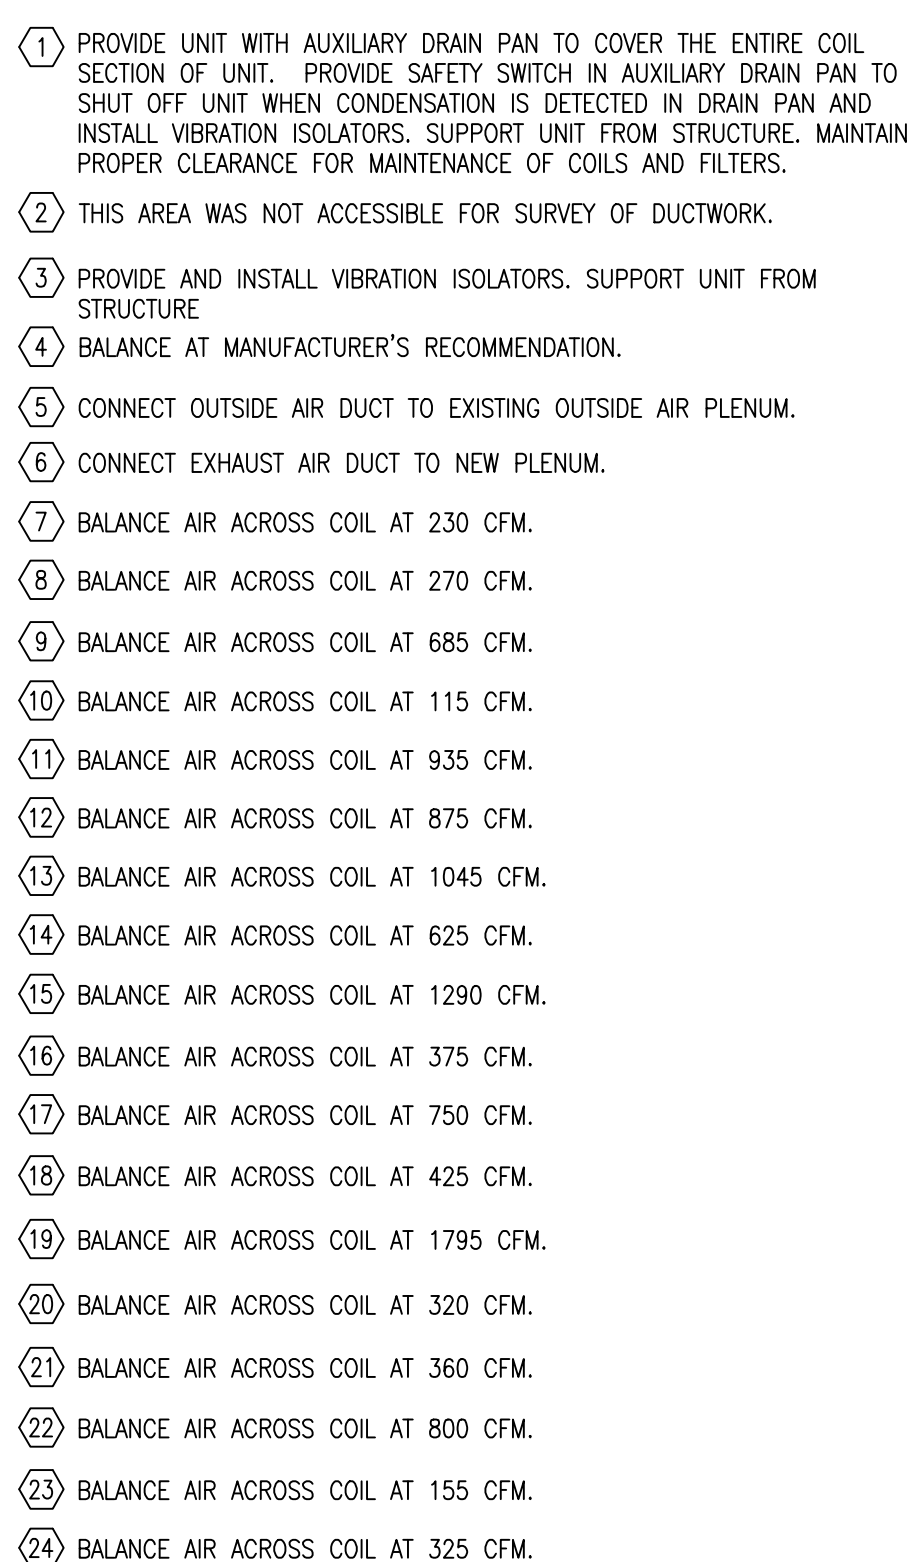 1 PROVIDE UNIT WITH AUXILIARY DRAIN PAN TO COVER THE ENTIRE COIL
SECTION OF UNIT. PROVIDE SAFETY SWITCH IN AUXILIARY DRAIN PAN TO
SHUT OFF UNIT WHEN CONDENSATION IS DETECTED IN DRAIN PAN AND
INSTALL VIBRATION ISOLATORS. SUPPORT UNIT FROM STRUCTURE. MAINTAIN
PROPER CLEARANCE FOR MAINTENANCE OF COILS AND FILTERS.
2 THIS AREA WAS NOT ACCESSIBLE FOR SURVEY OF DUCTWORK.
3 PROVIDE AND INSTALL VIBRATION ISOLATORS. SUPPORT UNIT FROM
STRUCTURE
4 BALANCE AT MANUFACTURER'S RECOMMENDATION.
5 CONNECT OUTSIDE AIR DUCT TO EXISTING OUTSIDE AIR PLENUM.
6 CONNECT EXHAUST AIR DUCT TO NEW PLENUM.
7 BALANCE AIR ACROSS COIL AT 230 CFM.
8 BALANCE AIR ACROSS COIL AT 270 CFM.
9 BALANCE AIR ACROSS COIL AT 685 CFM.
10 BALANCE AIR ACROSS COIL AT 115 CFM.
11 BALANCE AIR ACROSS COIL AT 935 CFM.
12 BALANCE AIR ACROSS COIL AT 875 CFM.
13 BALANCE AIR ACROSS COIL AT 1045 CFM.
14 BALANCE AIR ACROSS COIL AT 625 CFM.
15 BALANCE AIR ACROSS COIL AT 1290 CFM.
16 BALANCE AIR ACROSS COIL AT 375 CFM.
17 BALANCE AIR ACROSS COIL AT 750 CFM.
18 BALANCE AIR ACROSS COIL AT 425 CFM.
19 BALANCE AIR ACROSS COIL AT 1795 CFM.
20 BALANCE AIR ACROSS COIL AT 320 CFM.
21 BALANCE AIR ACROSS COIL AT 360 CFM.
22 BALANCE AIR ACROSS COIL AT 800 CFM.
23 BALANCE AIR ACROSS COIL AT 155 CFM.
24 BALANCE AIR ACROSS COIL AT 325 CFM.